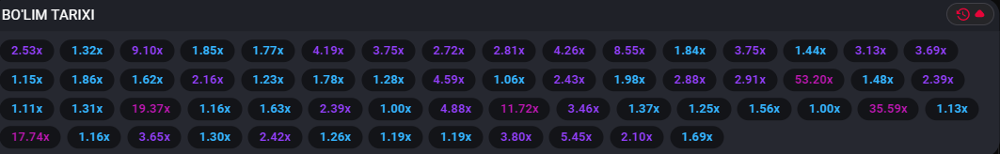 BO'LIM TARIXI
2.53x 1.32x 9.10x 1.85x 1.77x 4.19x 3.75x 2.72x 2.81x 4.26x 8.55x 1.84x 3.75x 1.44x 3.13x 3.69x
1.15x 1.86x 1.62x 2.16x 1.23x 1.78x 1.28x 4.59x 1.06x 2.43x 1.98x 2.88x 2.91x 53.20x 1.48x 2.39x
1.11x 1.31x 19.37x 1.16x 1.63x 2.39x 1.00x 4.88x 11.72x 3.46x 1.37x 1.25x 1.56x 1.00x 35.59x 1.13x
17.74x 1.16x 3.65x 1.30x 2.42x 1.26x 1.19x 1.19x 3.80x 5.45x 2.10x 1.69x